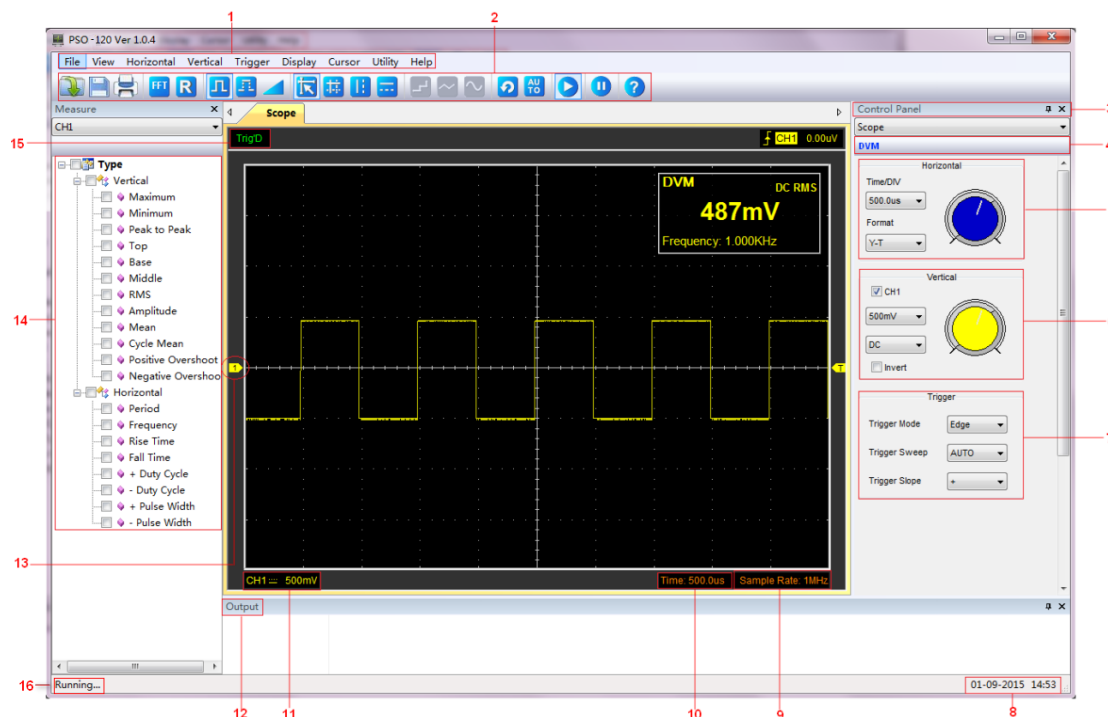 1
2
PSO -120 Ver 1.0.4
File View Horizontal Vertical Trigger Display Cursor Utility Help
FFT R AU TO ?
Measure
CH1
Scope
Control Panel
Scope
DVM
3
4
15
Trig'D
CH1 0.00uV
DVM DC RMS
487mV
Frequency: 1.000KHz
Type
Vertical
Maximum
Minimum
Peak to Peak
Top
Base
Middle
RMS
Amplitude
Mean
Cycle Mean
Positive Overshoot
Negative Overshoo
Horizontal
Period
Frequency
Rise Time
Fall Time
+ Duty Cycle
- Duty Cycle
+ Pulse Width
- Pulse Width
14
13
1
T
Horizontal
Time/DIV
500.0us
Format
Y-T
Vertical
CH1
500mV
DC
Invert
Trigger
Trigger Mode Edge
Trigger Sweep AUTO
Trigger Slope +
7
CH1 500mV
Time: 500.0us
Sample Rate: 1MHz
Output
16
Running...
01-09-2015 14:53
12
11
10
9
8